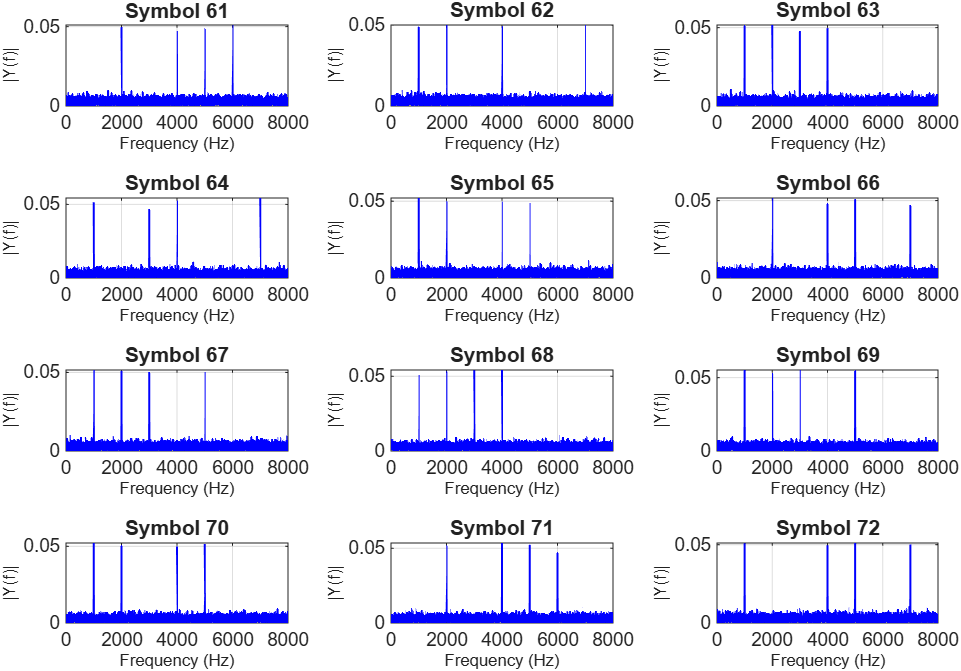 Symbol 61
0.05
|Y(f)|
0
0 2000 4000 6000 8000
Frequency (Hz)
Symbol 62
0.05
|Y(f)|
0
0 2000 4000 6000 8000
Frequency (Hz)
Symbol 63
0.05
|Y(f)|
0
0 2000 4000 6000 8000
Frequency (Hz)
Symbol 64
0.05
|Y(f)|
0
0 2000 4000 6000 8000
Frequency (Hz)
Symbol 65
0.05
|Y(f)|
0
0 2000 4000 6000 8000
Frequency (Hz)
Symbol 66
0.05
|Y(f)|
0
0 2000 4000 6000 8000
Frequency (Hz)
Symbol 67
0.05
|Y(f)|
0
0 2000 4000 6000 8000
Frequency (Hz)
Symbol 68
0.05
|Y(f)|
0
0 2000 4000 6000 8000
Frequency (Hz)
Symbol 69
0.05
|Y(f)|
0
0 2000 4000 6000 8000
Frequency (Hz)
Symbol 70
0.05
|Y(f)|
0
0 2000 4000 6000 8000
Frequency (Hz)
Symbol 71
0.05
|Y(f)|
0
0 2000 4000 6000 8000
Frequency (Hz)
Symbol 72
0.05
|Y(f)|
0
0 2000 4000 6000 8000
Frequency (Hz)